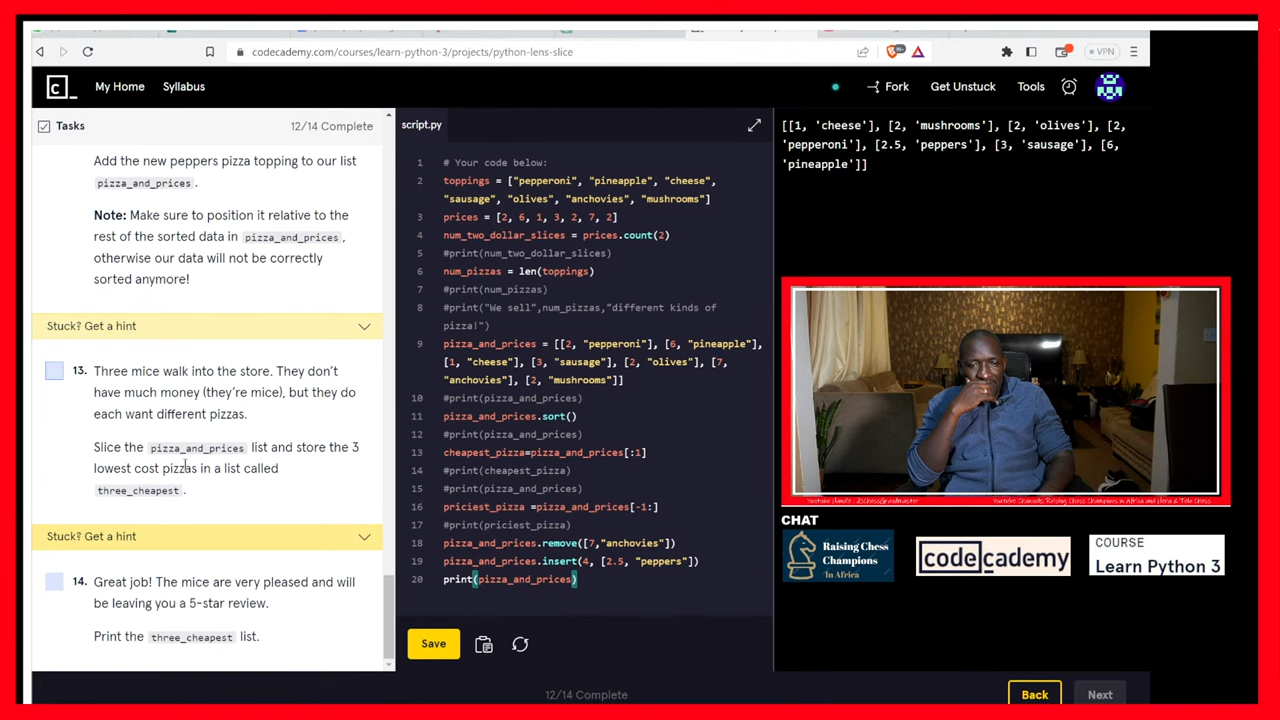 codecademy.com/courses/learn-python-3/projects/python-lens-slice
VPN
C_
My Home
Syllabus
Fork
Get Unstuck
Tools
Tasks
12/14 Complete
Add the new peppers pizza topping to our list
pizza_and_prices .
Note: Make sure to position it relative to the
rest of the sorted data in pizza_and_prices,
otherwise our data will not be correctly
sorted anymore!
Stuck? Get a hint
13. Three mice walk into the store. They don't
have much money (they're mice), but they do
each want different pizzas.
Slice the pizza_and_prices list and store the 3
lowest cost pizzas in a list called
three_cheapest .
Stuck? Get a hint
14. Great job! The mice are very pleased and will
be leaving you a 5-star review.
Print the three_cheapest list.
script.py
1 # Your code below:
2 toppings = ["pepperoni", "pineapple", "cheese",
"sausage", "olives", "anchovies", "mushrooms"]
3 prices = [2, 6, 1, 3, 2, 7, 2]
4 num_two_dollar_slices = prices.count(2)
5 #print(num_two_dollar_slices)
6 num_pizzas = len(toppings)
7 #print(num_pizzas)
8 #print("We sell",num_pizzas,"different kinds of
pizza!")
9 pizza_and_prices = [[2, "pepperoni"], [6, "pineapple"],
[1, "cheese"], [3, "sausage"], [2, "olives"], [7,
"anchovies"], [2, "mushrooms"]]
10 #print(pizza_and_prices)
11 pizza_and_prices.sort()
12 #print(pizza_and_prices)
13 cheapest_pizza=pizza_and_prices[:1]
14 #print(cheapest_pizza)
15 #print(pizza_and_prices)
16 priciest_pizza =pizza_and_prices[-1:]
17 #print(priciest_pizza)
18 pizza_and_prices.remove([7,"anchovies"])
19 pizza_and_prices.insert(4, [2.5, "peppers"])
20 print(pizza_and_prices)
Save
[[1, 'cheese'], [2, 'mushrooms'], [2, 'olives'], [2,
'pepperoni'], [2.5, 'peppers'], [3, 'sausage'], [6,
'pineapple']]
Youtube Channels: Raising Chess Champions in Africa and
CHAT
Raising Chess
Champions
In Africa
codecademy
COURSE
Learn Python 3
12/14 Complete
Back
Next